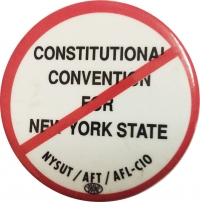 CONSTITUTIONAL
CONVENTION
FOR
NEW YORK STATE
NYSUT / AFT / AFL-CIO